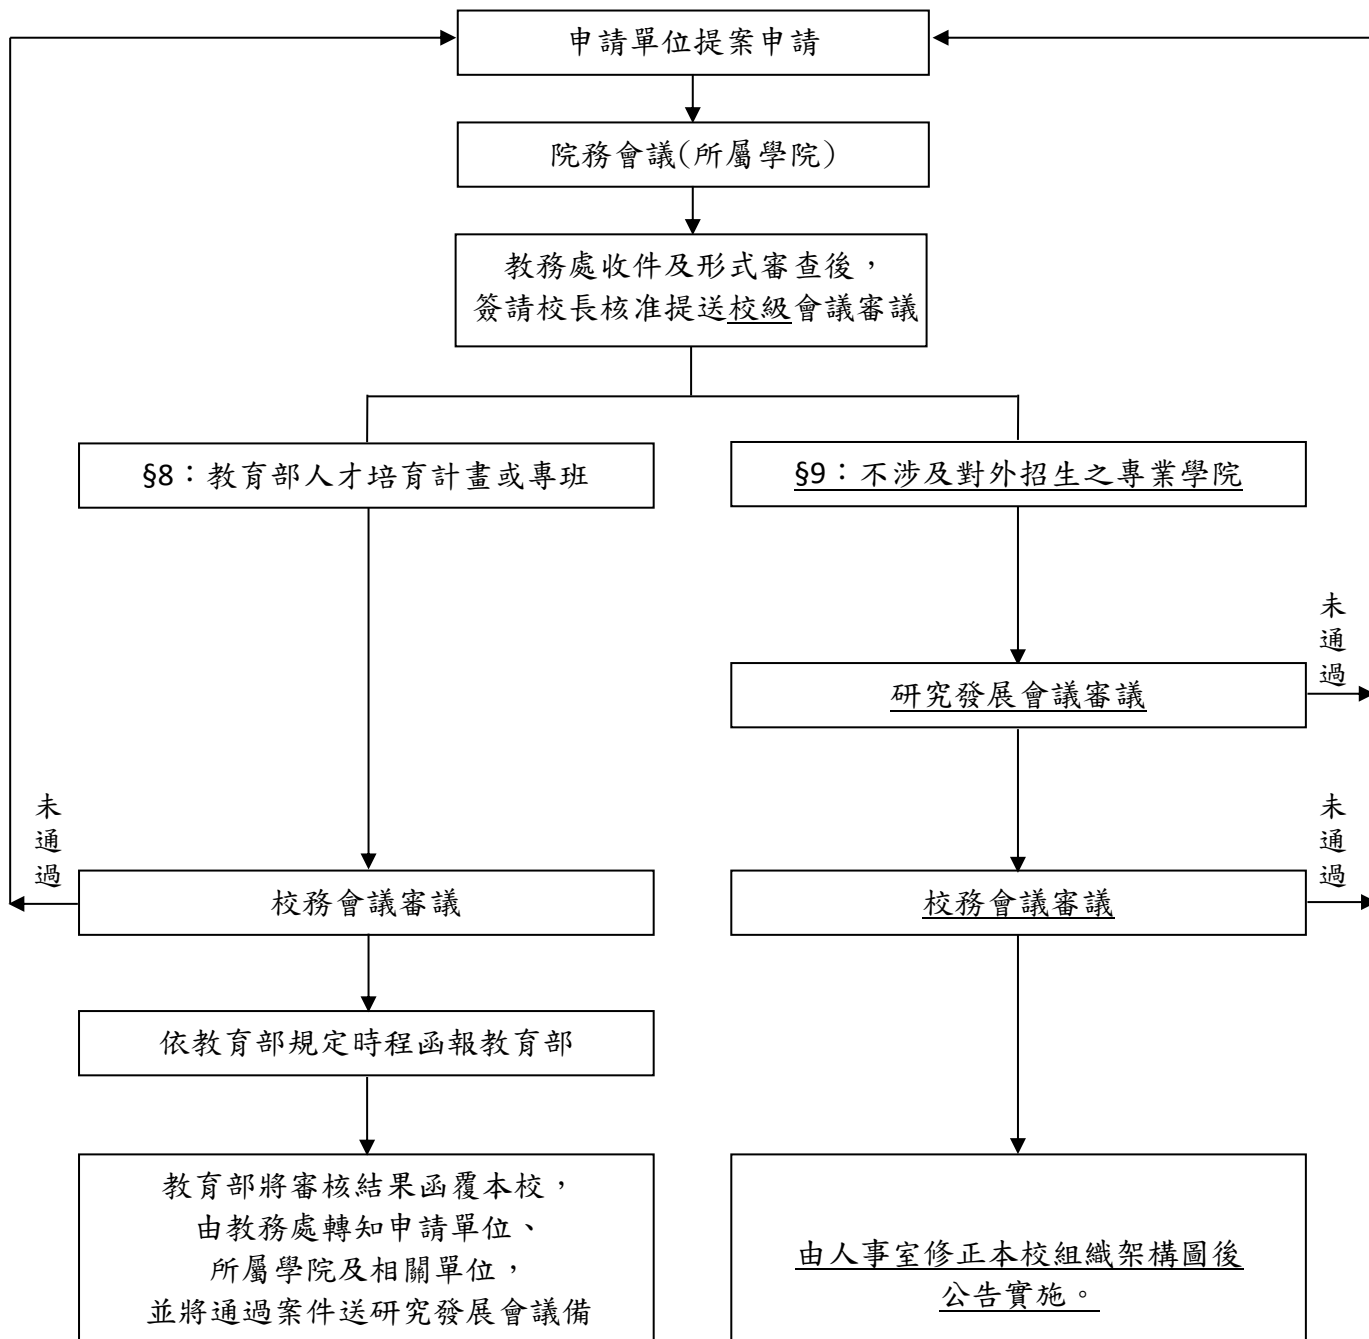 申請單位提案申請
院務會議(所屬學院)
教務處收件及形式審查後，
簽請校長核准提送校級會議審議
§8：教育部人才培育計畫或專班
§9：不涉及對外招生之專業學院
未通過
研究發展會議審議
未通過
未通過
校務會議審議
校務會議審議
依教育部規定時程函報教育部
教育部將審核結果函覆本校，
由教務處轉知申請單位、
所屬學院及相關單位，
並將通過案件送研究發展會議備
由人事室修正本校組織架構圖後
公告實施。